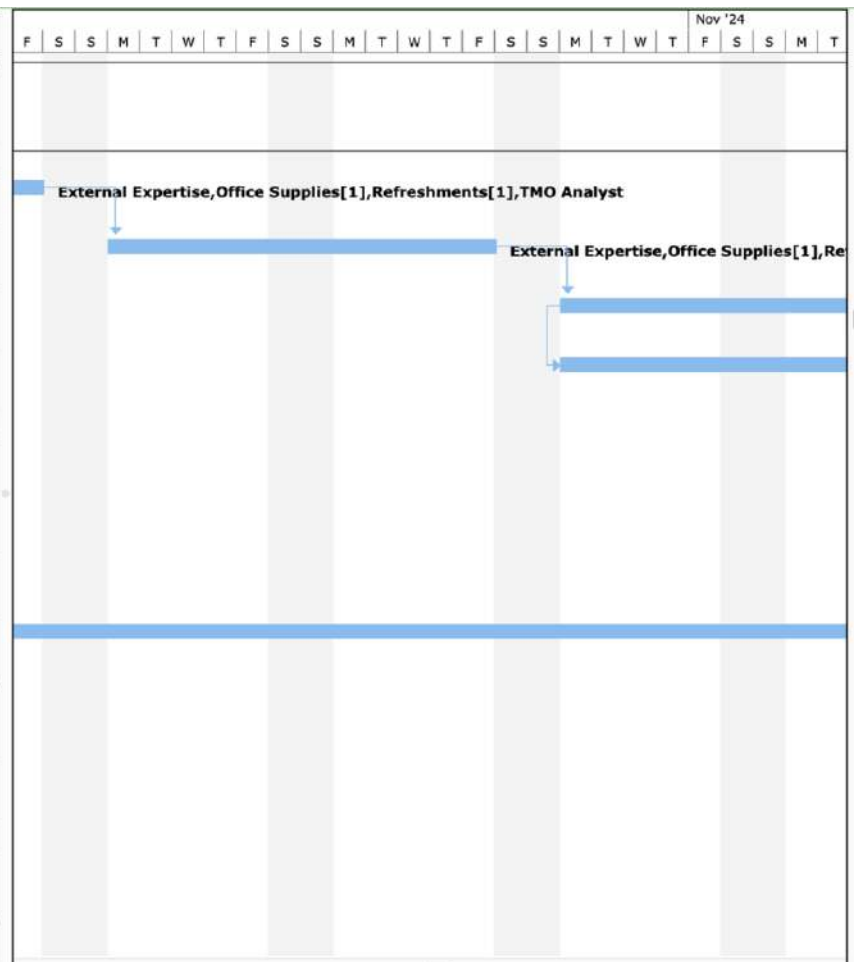 Nov '24
F S S M T W T F S S M T W T F S S M T W T F S S M T
External Expertise,Office Supplies[1],Refreshments[1],TMO Analyst
External Expertise,Office Supplies[1],Re